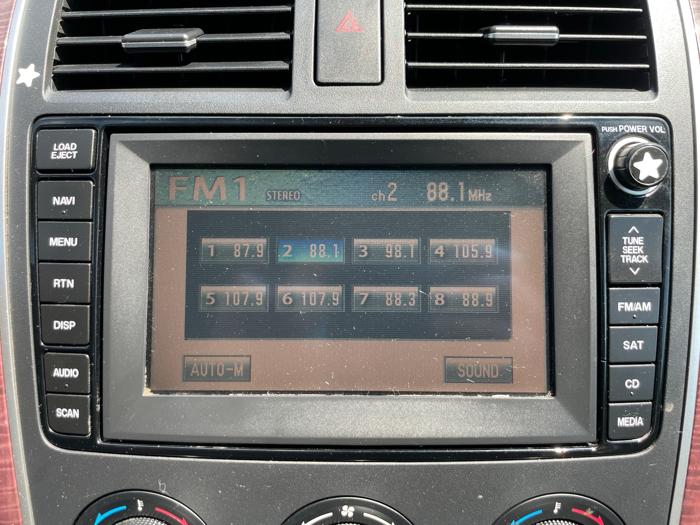 PUSH POWER VOL
LOAD
EJECT
NAVI
MENU
RTN
DISP
AUDIO
SCAN
FM1 STEREO ch2 88.1MHz
1 87.9 2 88.1 3 98.1 4 105.9
5 107.9 6 107.9 7 88.3 8 88.9
AUTO-M SOUND
TUNE
SEEK
TRACK
FM/AM
SAT
CD
MEDIA